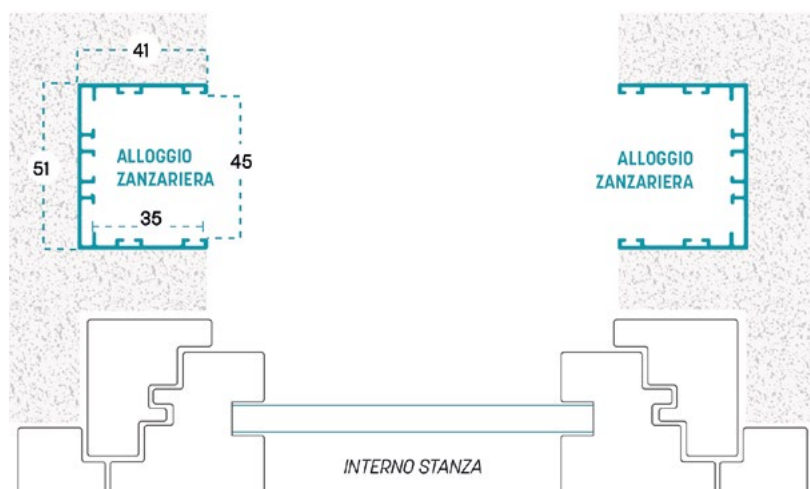 41
51
ALLOGGIO
ZANZARIERA
45
35
ALLOGGIO
ZANZARIERA
INTERNO STANZA